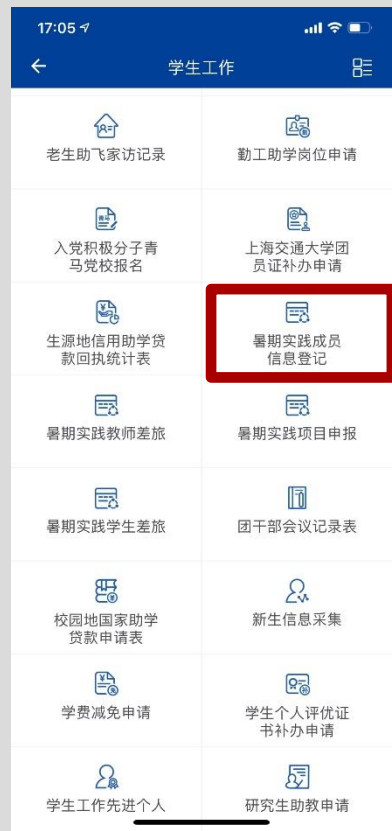 17:05
学生工作
老生助飞家访记录
勤工助学岗位申请
入党积极分子青
马党校报名
上海交通大学团
员证补办申请
生源地信用助学贷
款回执统计表
暑期实践成员
信息登记
暑期实践教师差旅
暑期实践项目申报
暑期实践学生差旅
团干部会议记录表
校园地国家助学
贷款申请表
新生信息采集
学费减免申请
学生个人评优证
书补办申请
学生工作先进个人
研究生助教申请